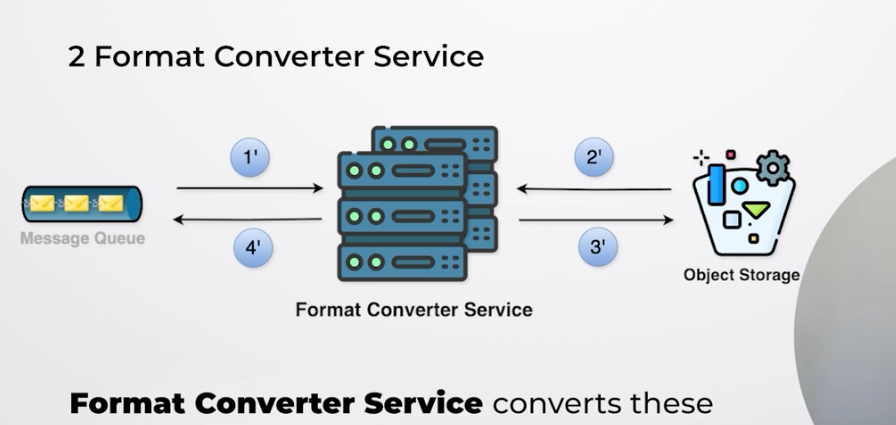 2 Format Converter Service
1'
2'
Message Queue
4'
3'
Object Storage
Format Converter Service
Format Converter Service converts these